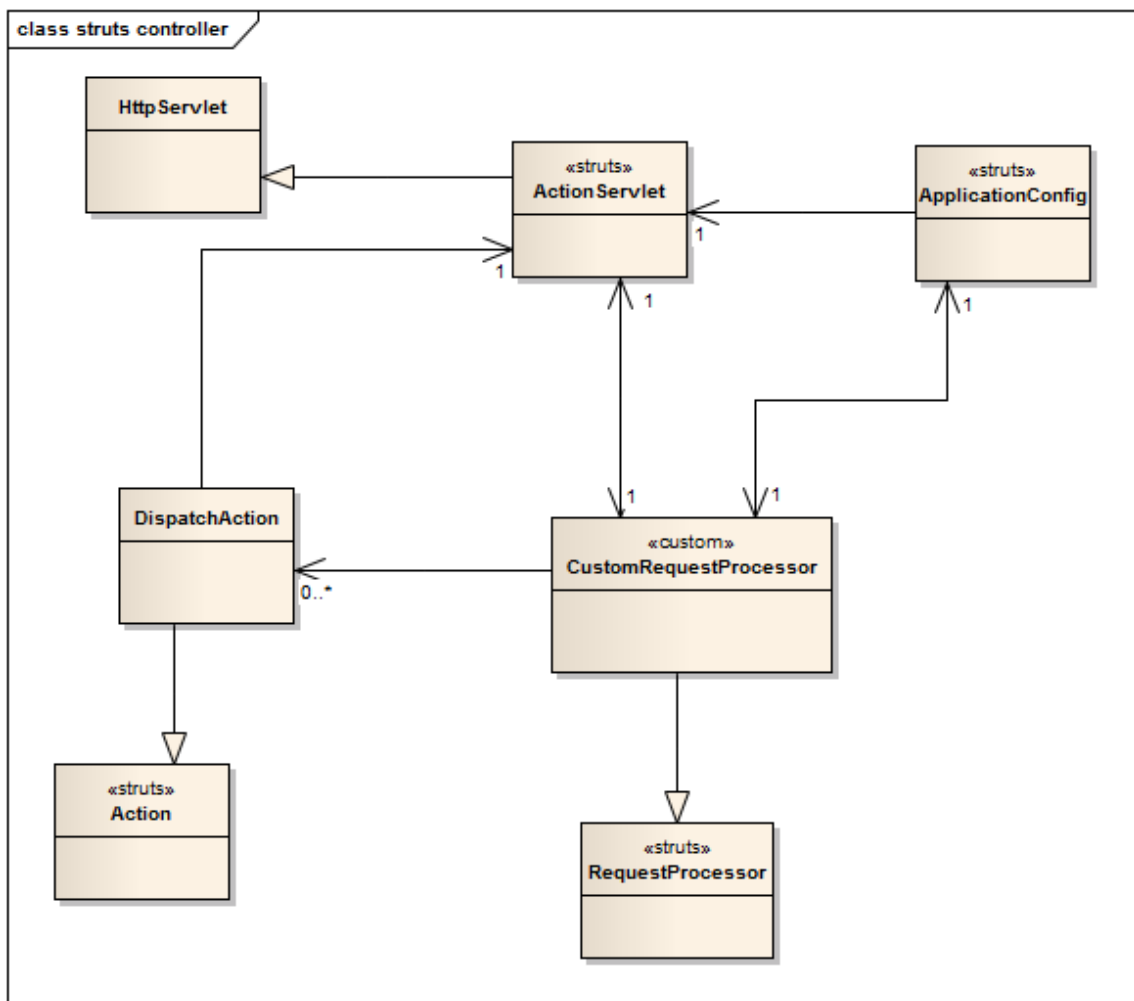 class struts controller
HttpServlet
«struts»
ActionServlet
«struts»
ApplicationConfig
1
1
1
1
1
1
DispatchAction
«custom»
CustomRequestProcessor
0..*
«struts»
Action
«struts»
RequestProcessor